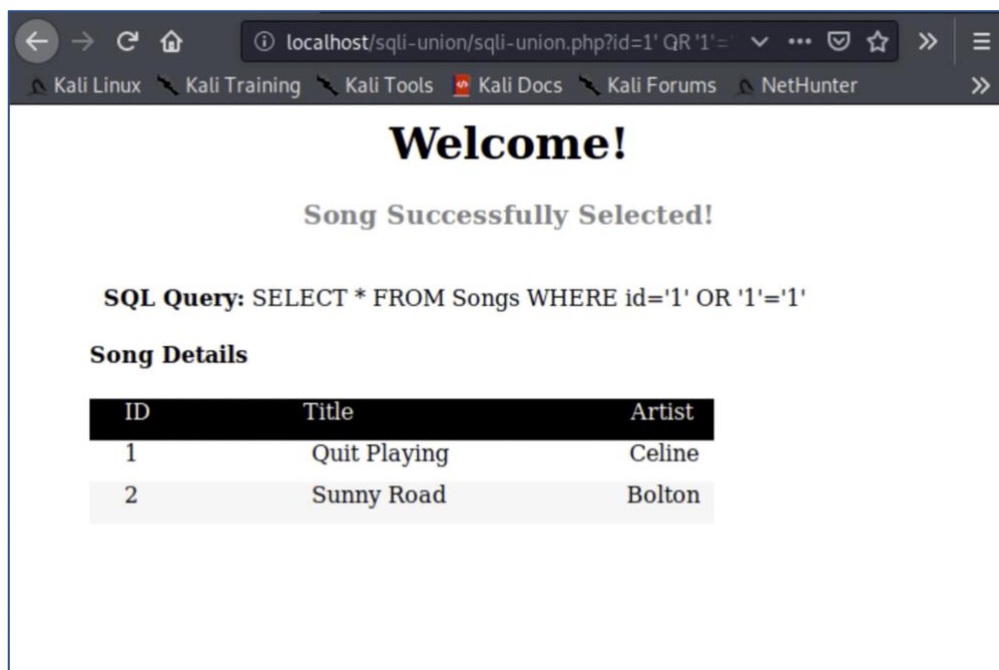 localhost/sqli-union/sqli-union.php?id=1' OR '1'='
Kali Linux Kali Training Kali Tools Kali Docs Kali Forums NetHunter
Welcome!
Song Successfully Selected!
SQL Query: SELECT * FROM Songs WHERE id='1' OR '1'='1'
Song Details
ID Title Artist
1 Quit Playing Celine
2 Sunny Road Bolton